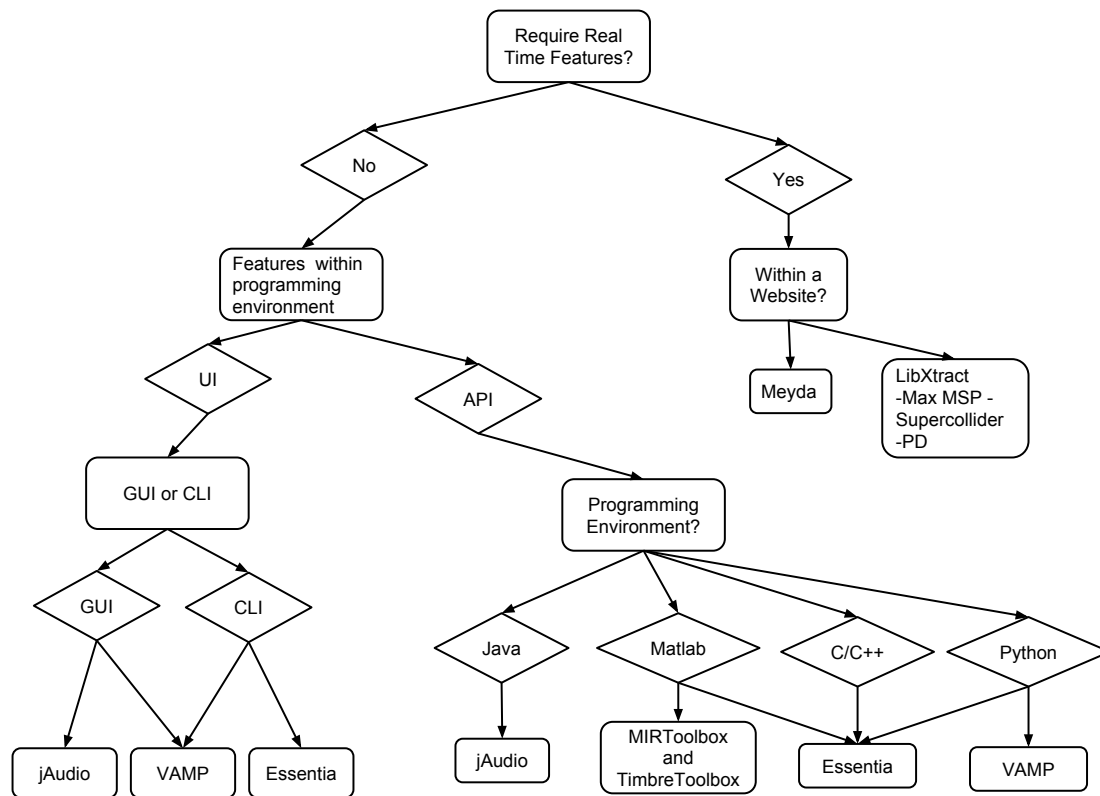 Require Real
Time Features?
No
Yes
Features within
programming
environment
Within a
Website?
UI
API
Meyda
LibXtract
-Max MSP -
Supercollider
-PD
GUI or CLI
Programming
Environment?
GUI
CLI
Java
Matlab
C/C++
Python
jAudio
VAMP
Essentia
jAudio
MIRToolbox
and
TimbreToolbox
Essentia
VAMP